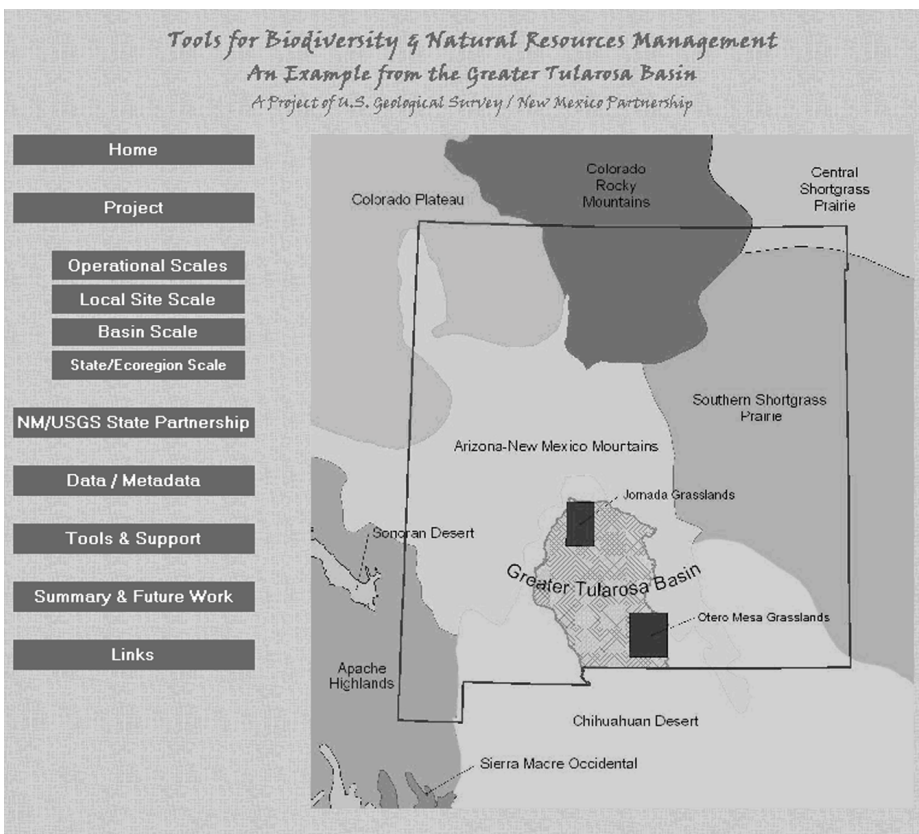 Tools for Biodiversity & Natural Resources Management
An Example from the Greater Tularosa Basin
A Project of U.S. Geological Survey / New Mexico Partnership
Home
Project
Operational Scales
Local Site Scale
Basin Scale
State/Ecoregion Scale
NM/USGS State Partnership
Data / Metadata
Tools & Support
Summary & Future Work
Links
Colorado
Rocky
Mountains
Central
Shortgrass
Prairie
Colorado Plateau
Southern Shortgrass
Prairie
Arizona-New Mexico Mountains
Jornada Grasslands
Sonoran Desert
Greater Tularosa Basin
Otero Mesa Grasslands
Apache
Highlands
Chihuahuan Desert
Sierra Macre Occidental